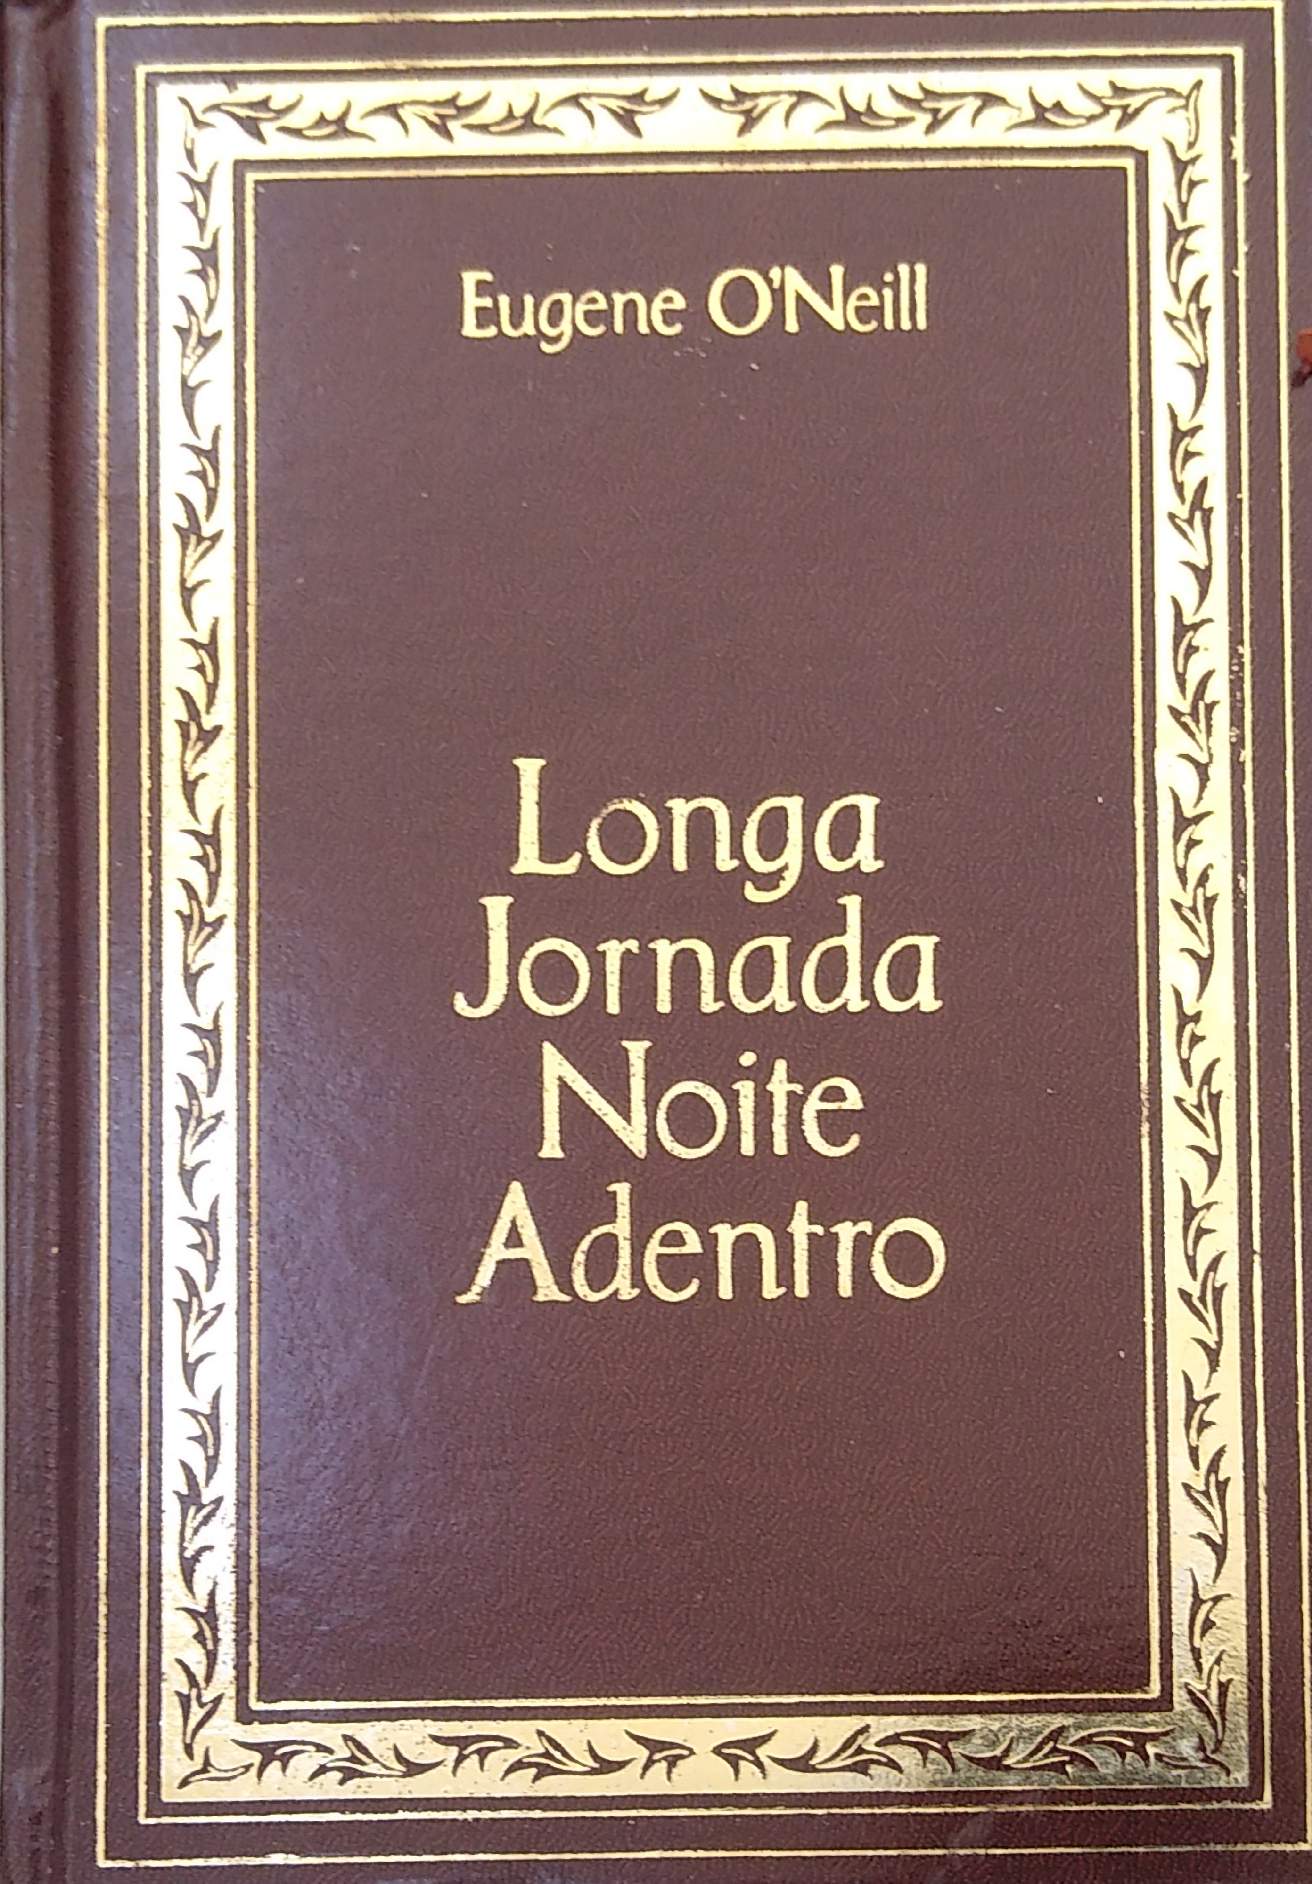 Eugene O'Neill
Longa
Jornada
Noite
Adentro